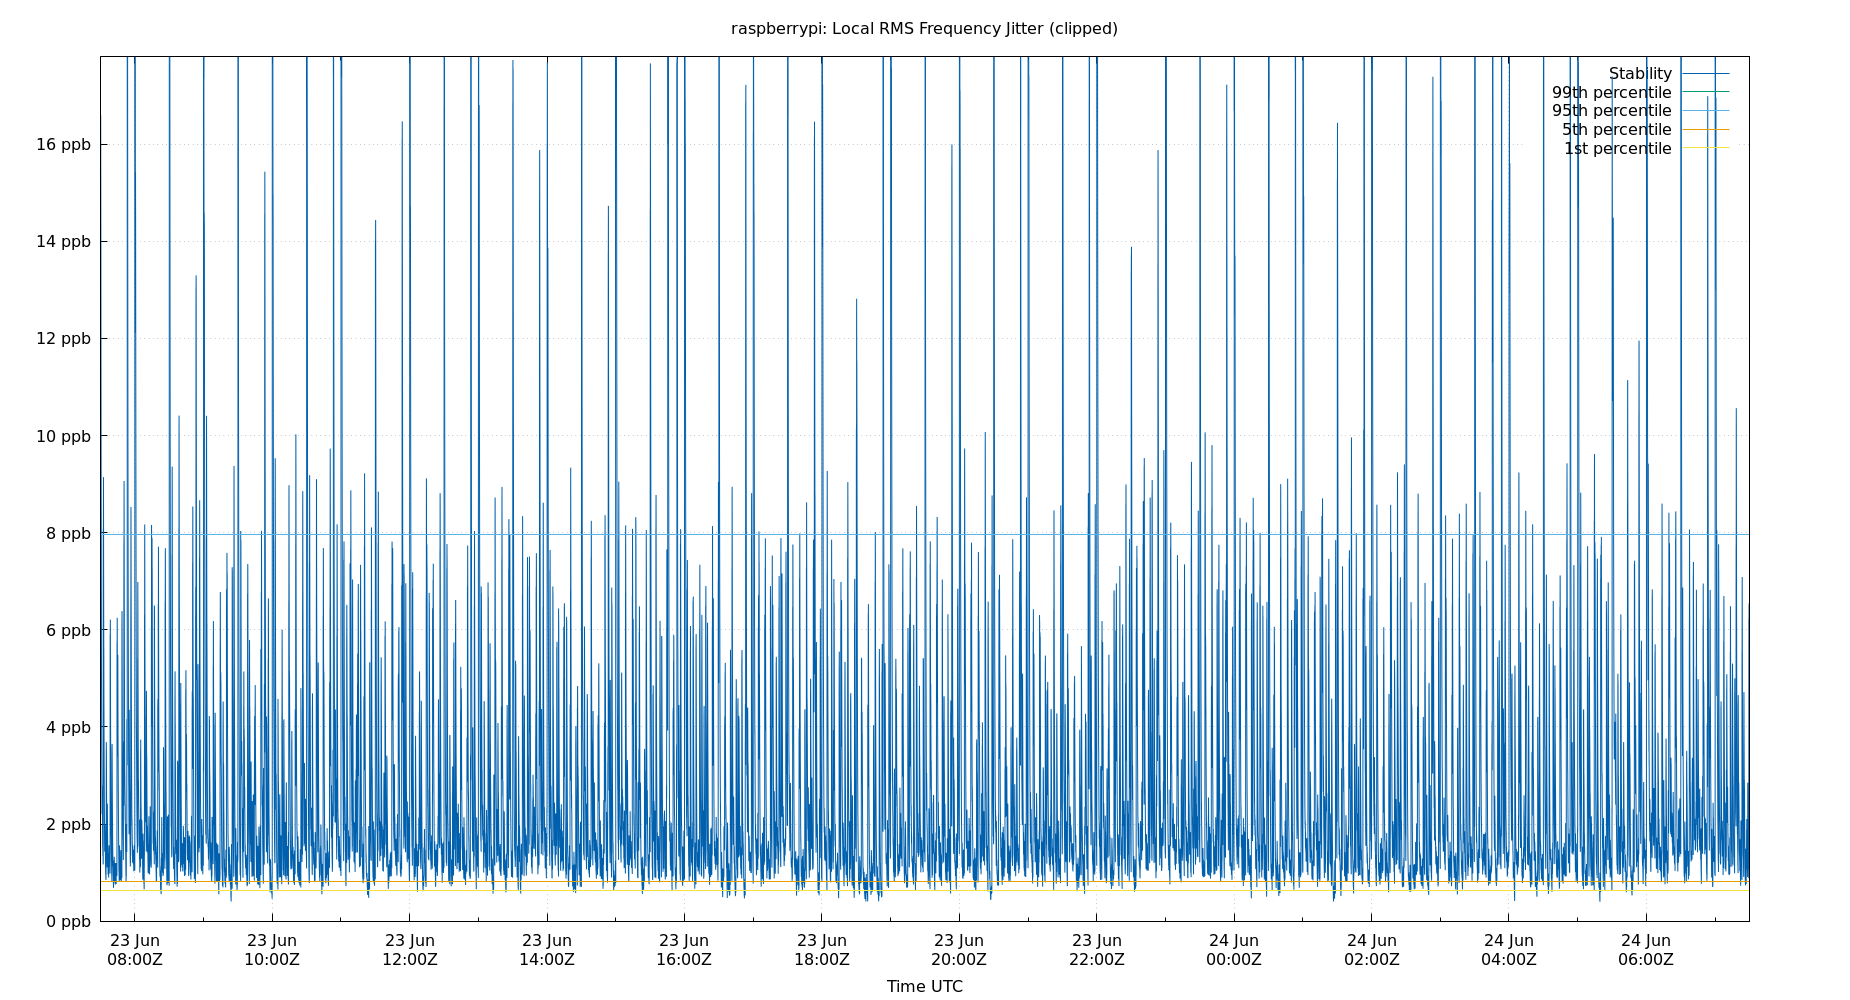 raspberrypi: Local RMS Frequency Jitter (clipped)
Stability
99th percentile
95th percentile
5th percentile
1st percentile
16 ppb
14 ppb
12 ppb
10 ppb
8 ppb
6 ppb
4 ppb
2 ppb
0 ppb
23 Jun 23 Jun 23 Jun 23 Jun 23 Jun 23 Jun 23 Jun 23 Jun 24 Jun 24 Jun 24 Jun 24 Jun
08:00Z 10:00Z 12:00Z 14:00Z 16:00Z 18:00Z 20:00Z 22:00Z 00:00Z 02:00Z 04:00Z 06:00Z
Time UTC